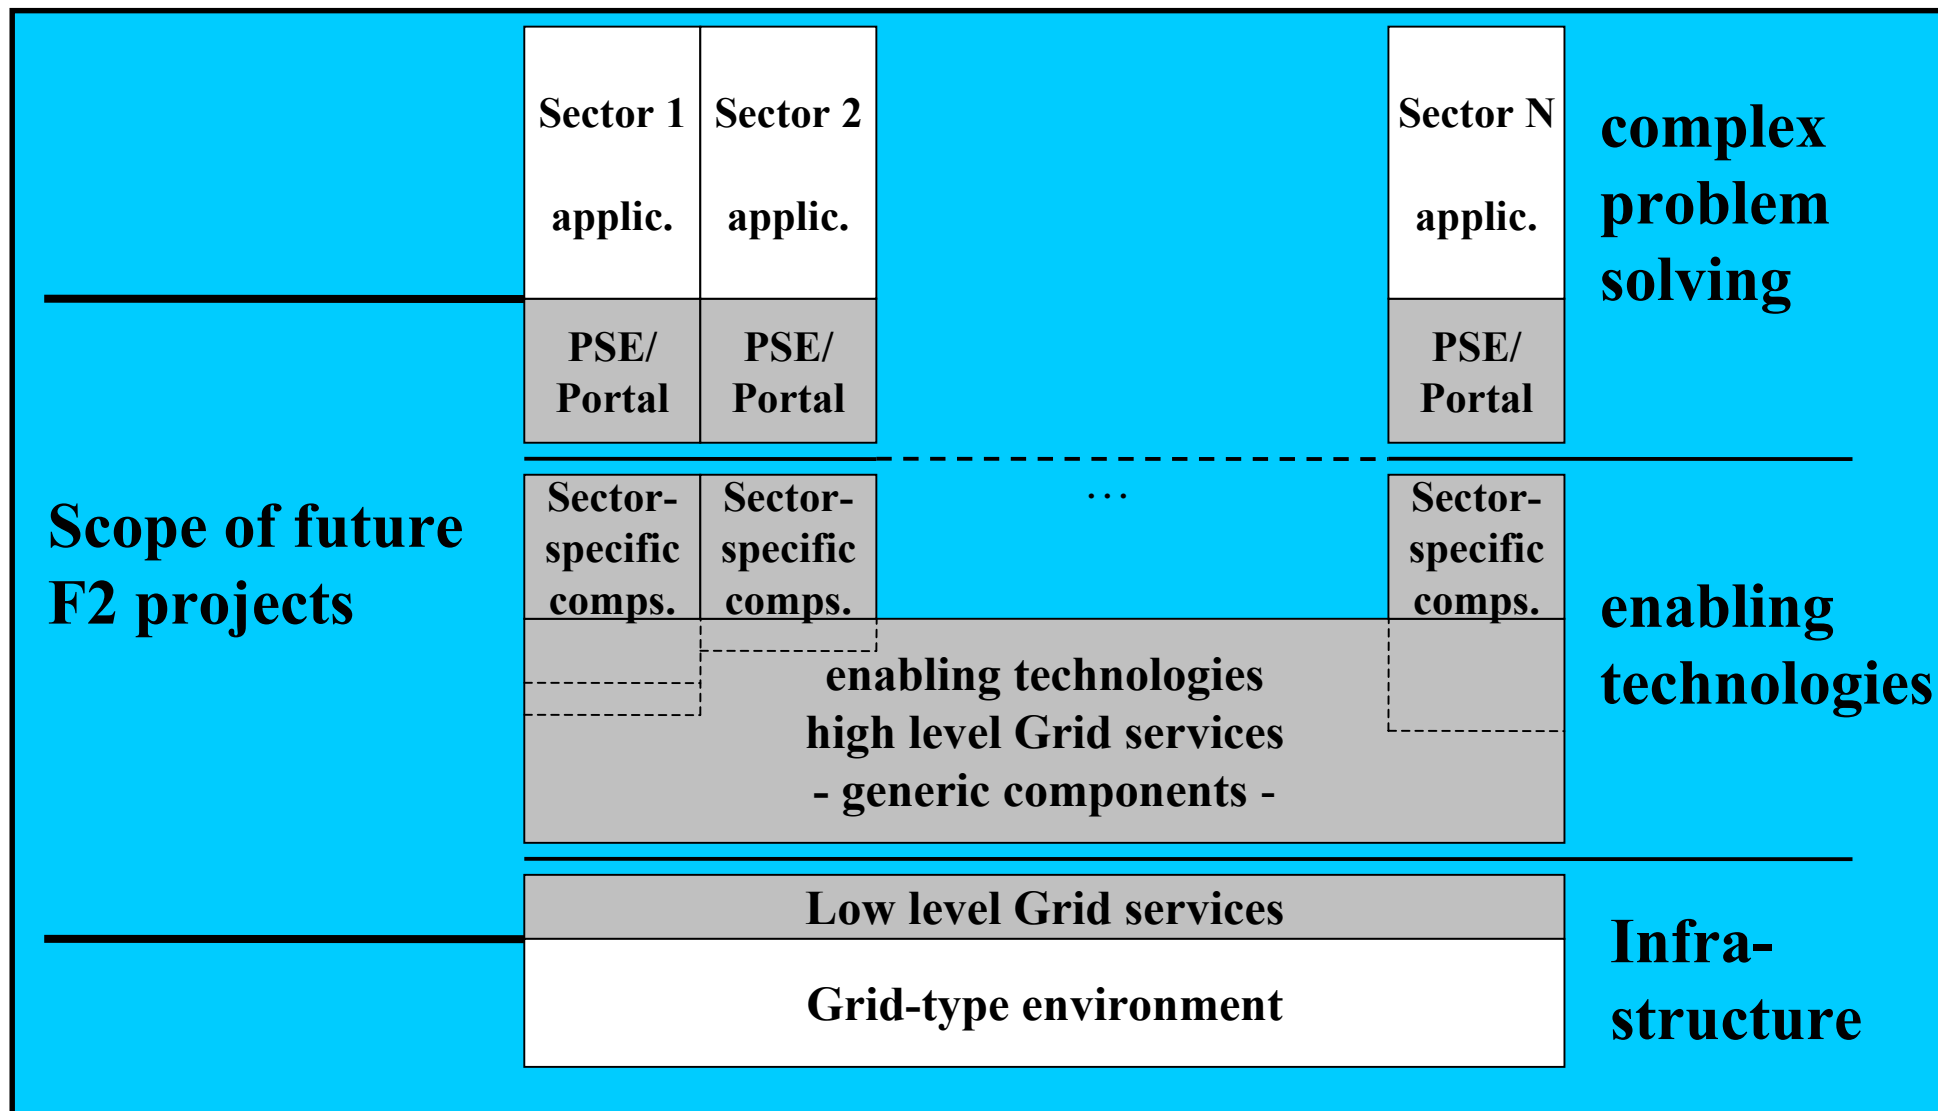 Sector 1
applic.
Sector 2
applic.
Sector N
applic.
complex
problem
solving
PSE/
Portal
PSE/
Portal
PSE/
Portal
Scope of future
F2 projects
Sector-
specific
comps.
Sector-
specific
comps.
...
Sector-
specific
comps.
enabling
technologies
enabling technologies
high level Grid services
- generic components -
Low level Grid services
Grid-type environment
Infra-
structure